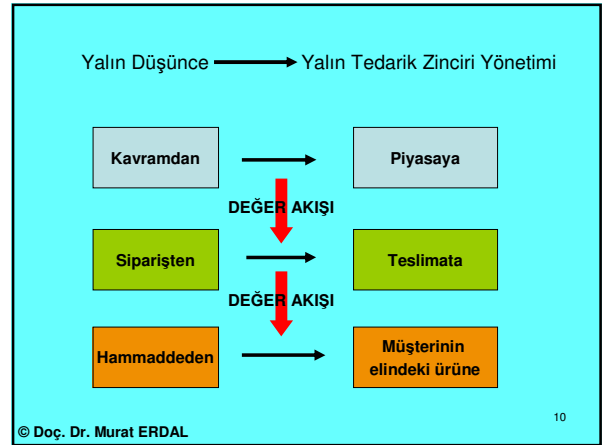 Yalın Düşünce Yalın Tedarik Zinciri Yönetimi
Kavramdan Piyasaya
DEĞER AKIŞI
Siparişten Teslimata
DEĞER AKIŞI
Hammaddeden Müşterinin
elindeki ürüne
10
© Doç. Dr. Murat ERDAL